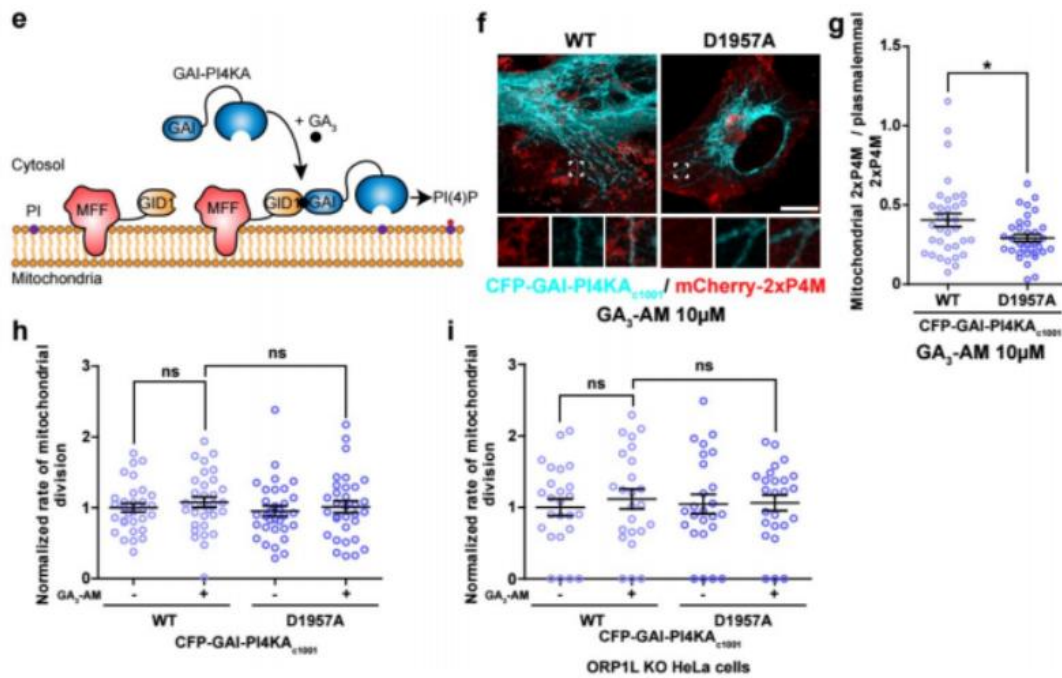 e
GAI-PI4KA
GAI
+ GA3
Cytosol
PI
MFF
GID1
MFF
GID1
GAI
PI(4)P
Mitochondria
f
WT
D1957A
CFP-GAI-PI4KAc1001/ mCherry-2xP4M
GA3-AM 10µM
g
Mitochondrial 2xP4M / plasmalemmal
2xP4M
1.5
1.0
0.5
0
*
WT
D1957A
CFP-GAI-PI4KAc1001
GA3-AM 10µM
h
Normalized rate of mitochondrial
division
3
2
1
0
ns
ns
GA3-AM
-
+
-
+
WT
D1957A
CFP-GAI-PI4KAc1001
i
Normalized rate of mitochondrial
division
3
2
1
0
ns
ns
GA3-AM
-
+
-
+
WT
D1957A
CFP-GAI-PI4KAc1001
ORP1L KO HeLa cells